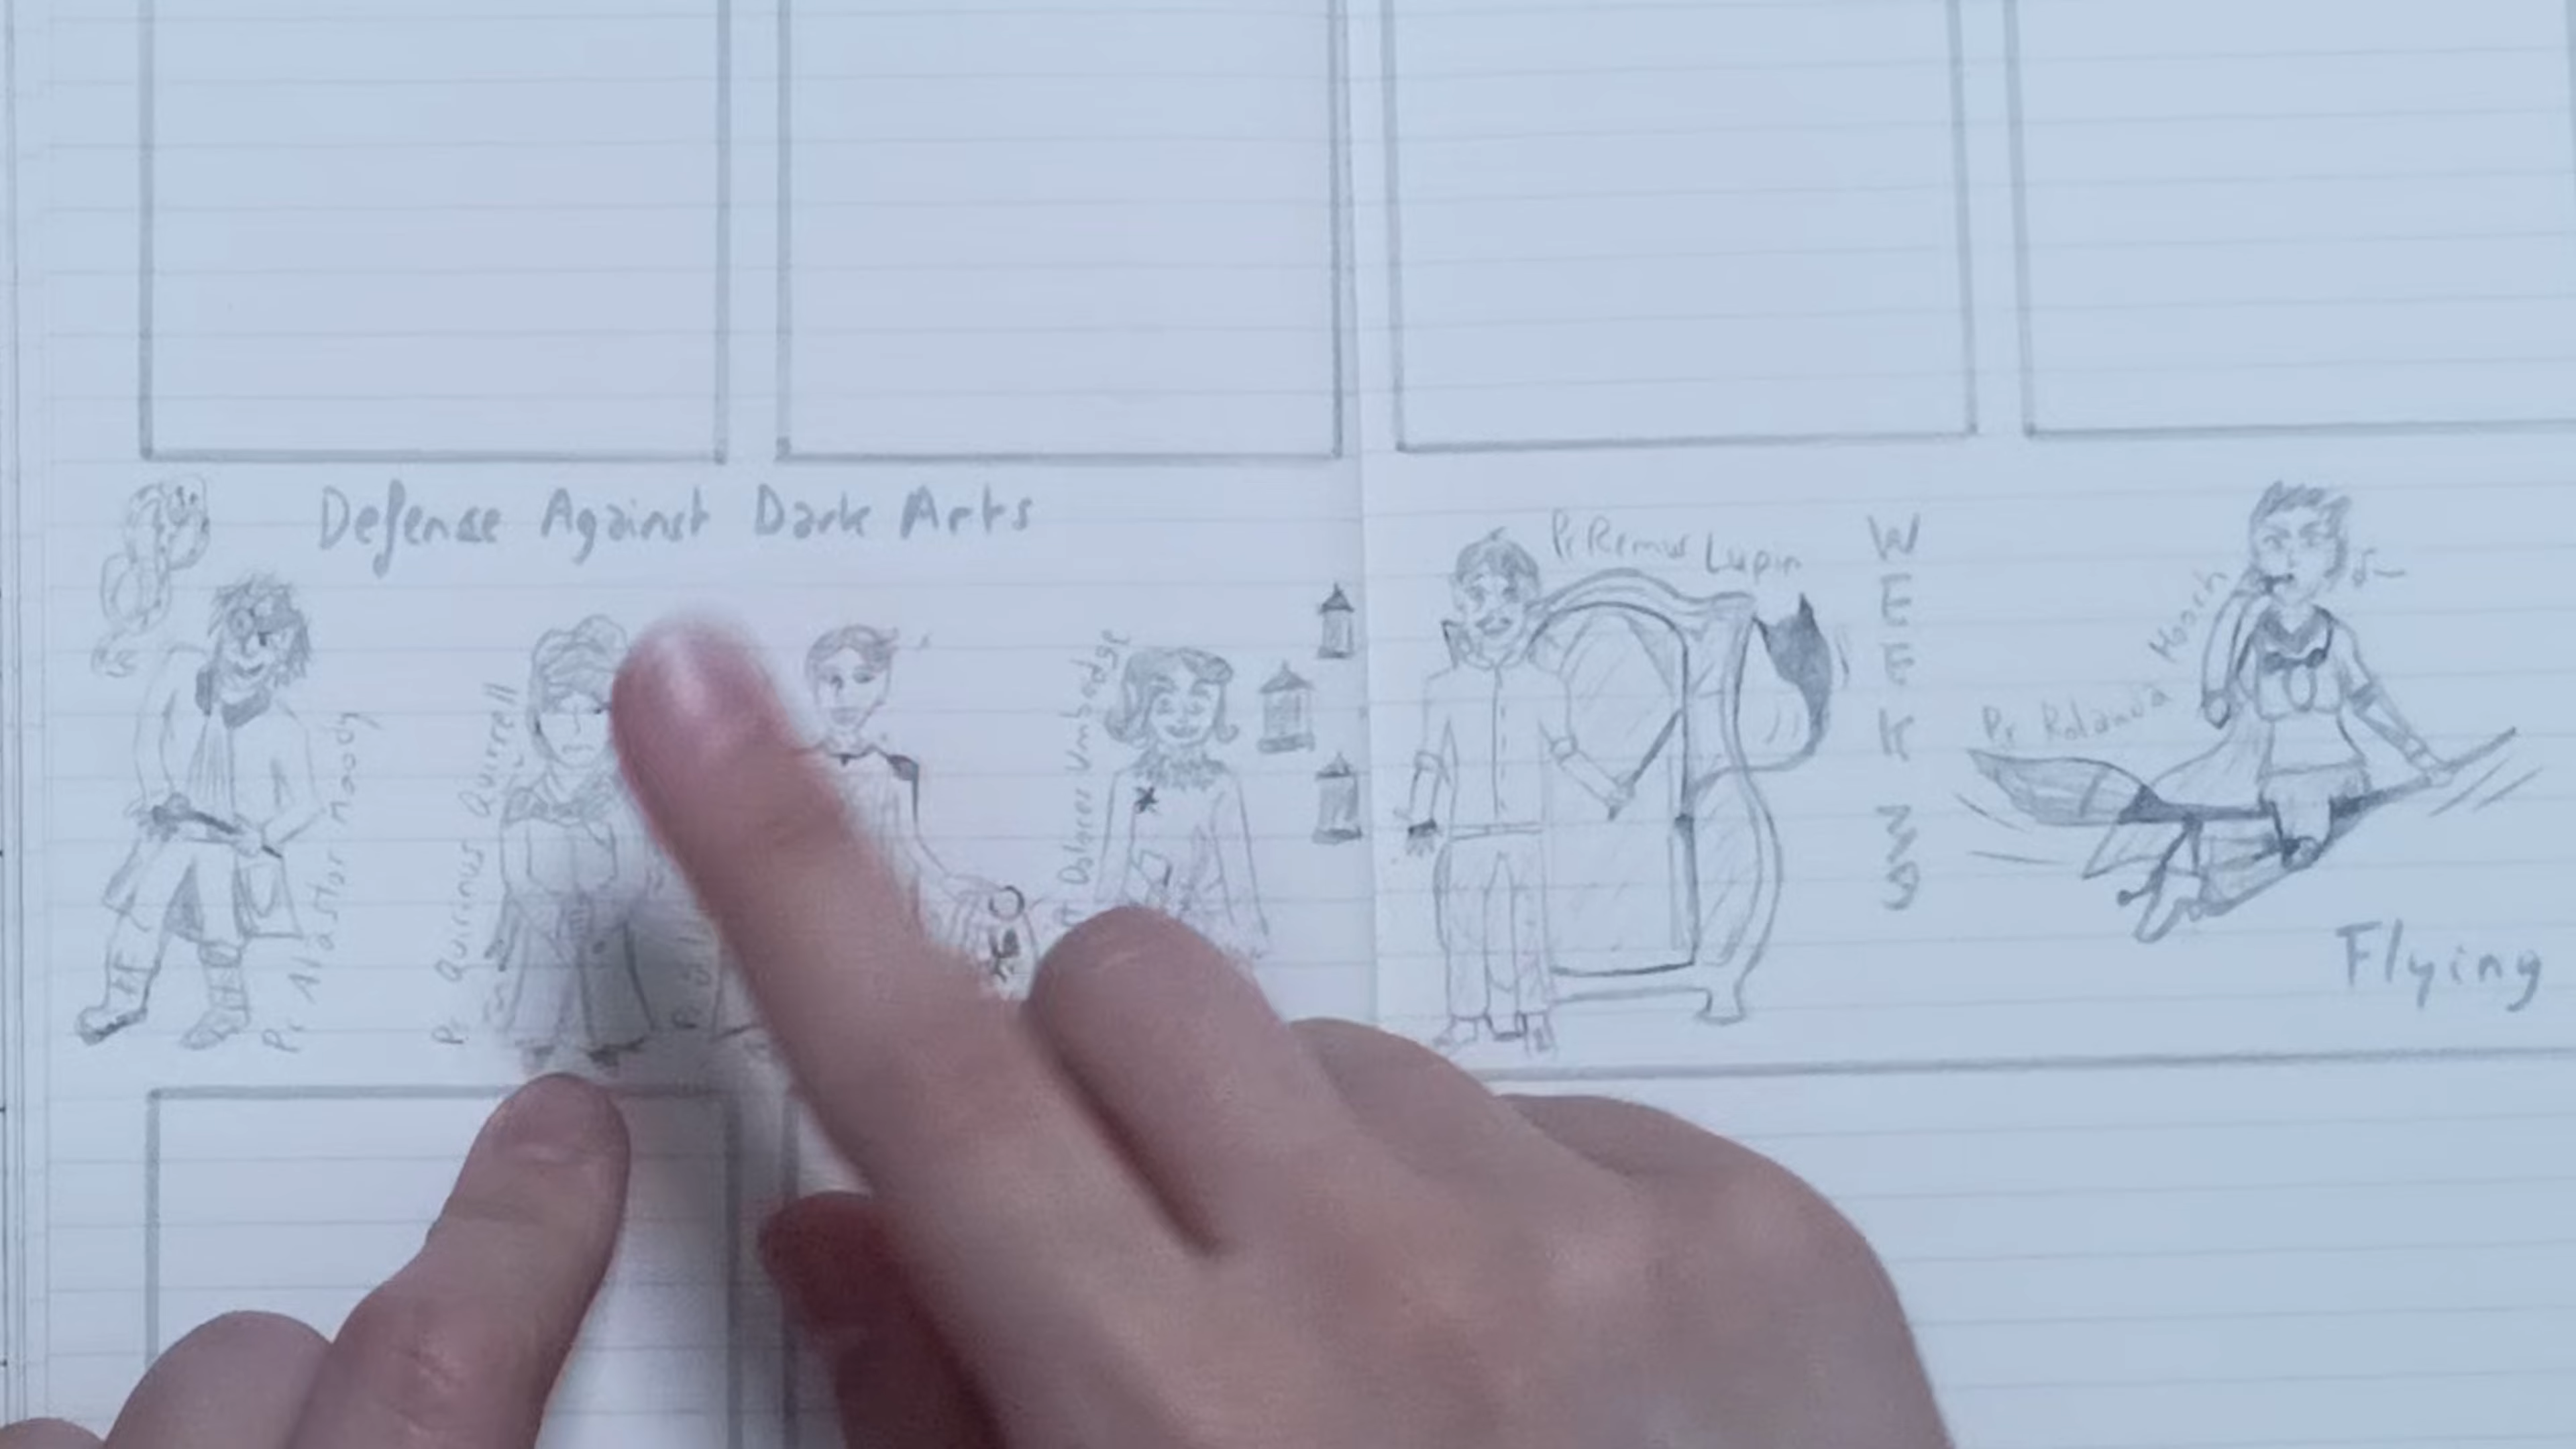 Defense Against Dark Arts
Pr Alastor Moody
Pr Quirinus Quirrell
Dolores Umbridge
Pr Remus Lupin
WEEK
39
Pr Rolanda Hooch
Flying